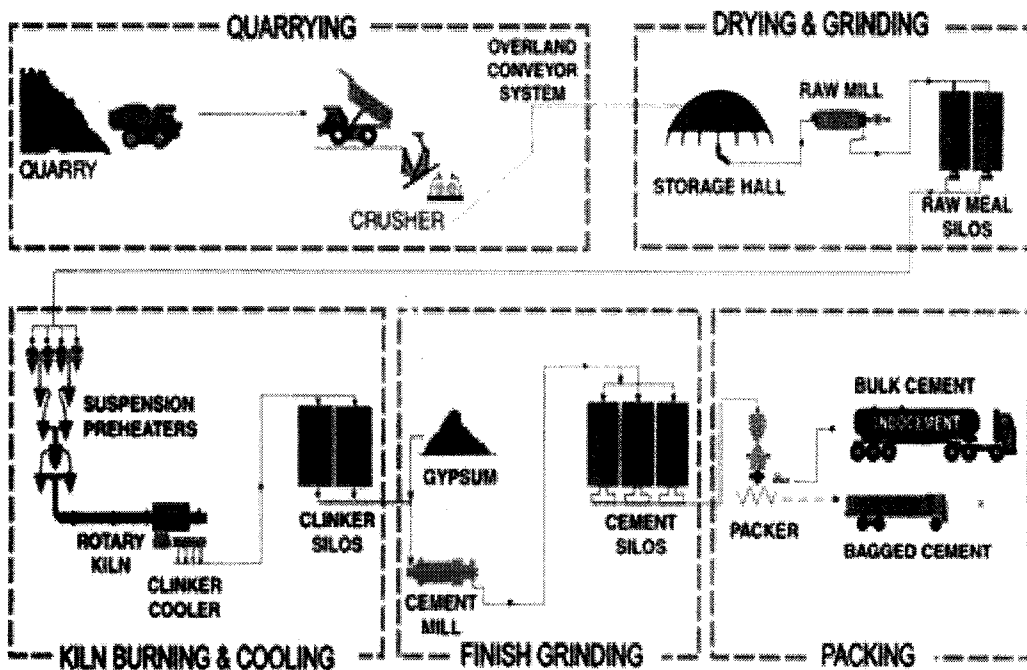 QUARRYING
OVERLAND
CONVEYOR
SYSTEM
QUARRY
CRUSHER
DRYING & GRINDING
RAW MILL
STORAGE HALL
RAW MEAL
SILOS
SUSPENSION
PREHEATERS
ROTARY
KILN
CLINKER
COOLER
CLINKER
SILOS
KILN BURNING & COOLING
GYPSUM
CEMENT
MILL
CEMENT
SILOS
FINISH GRINDING
BULK CEMENT
INDOCEMENT
PACKER
BAGGED CEMENT
PACKING